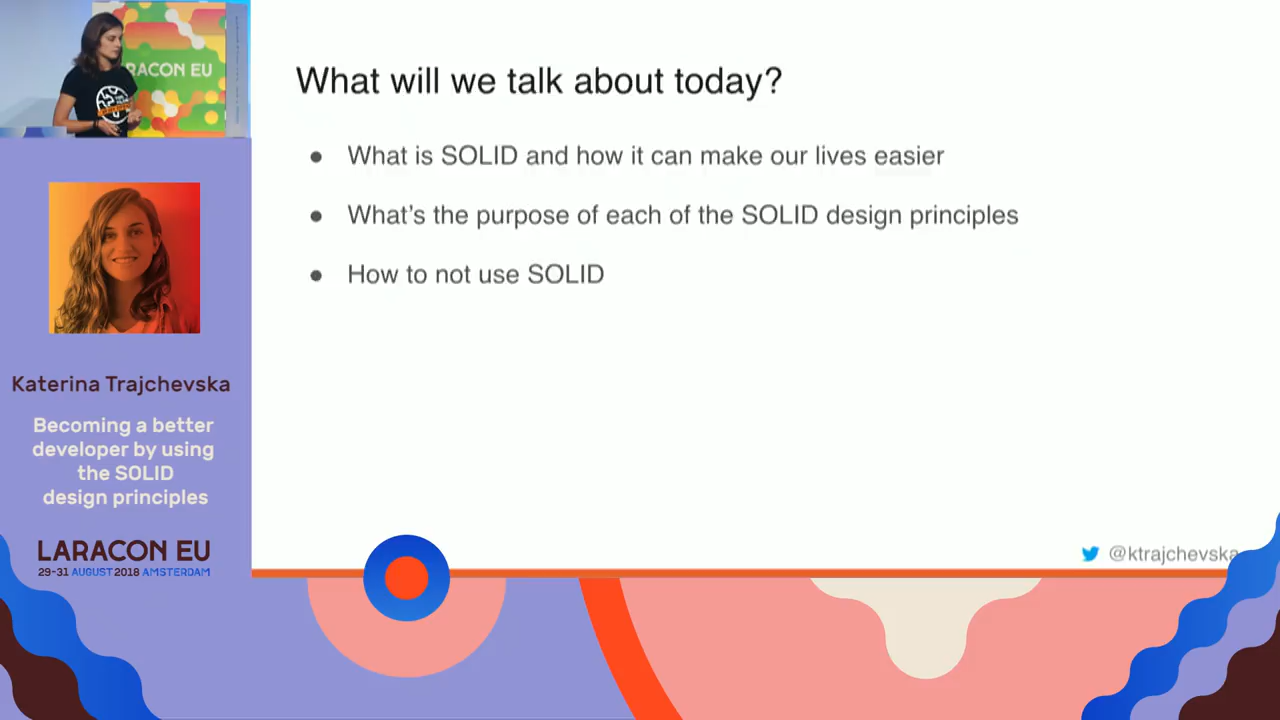 RACON EU
What will we talk about today?
● What is SOLID and how it can make our lives easier
● What's the purpose of each of the SOLID design principles
● How to not use SOLID
Katerina Trajchevska
Becoming a better
developer by using
the SOLID
design principles
LARACON EU
29-31 AUGUST 2018 AMSTERDAM
@ktrajchevska